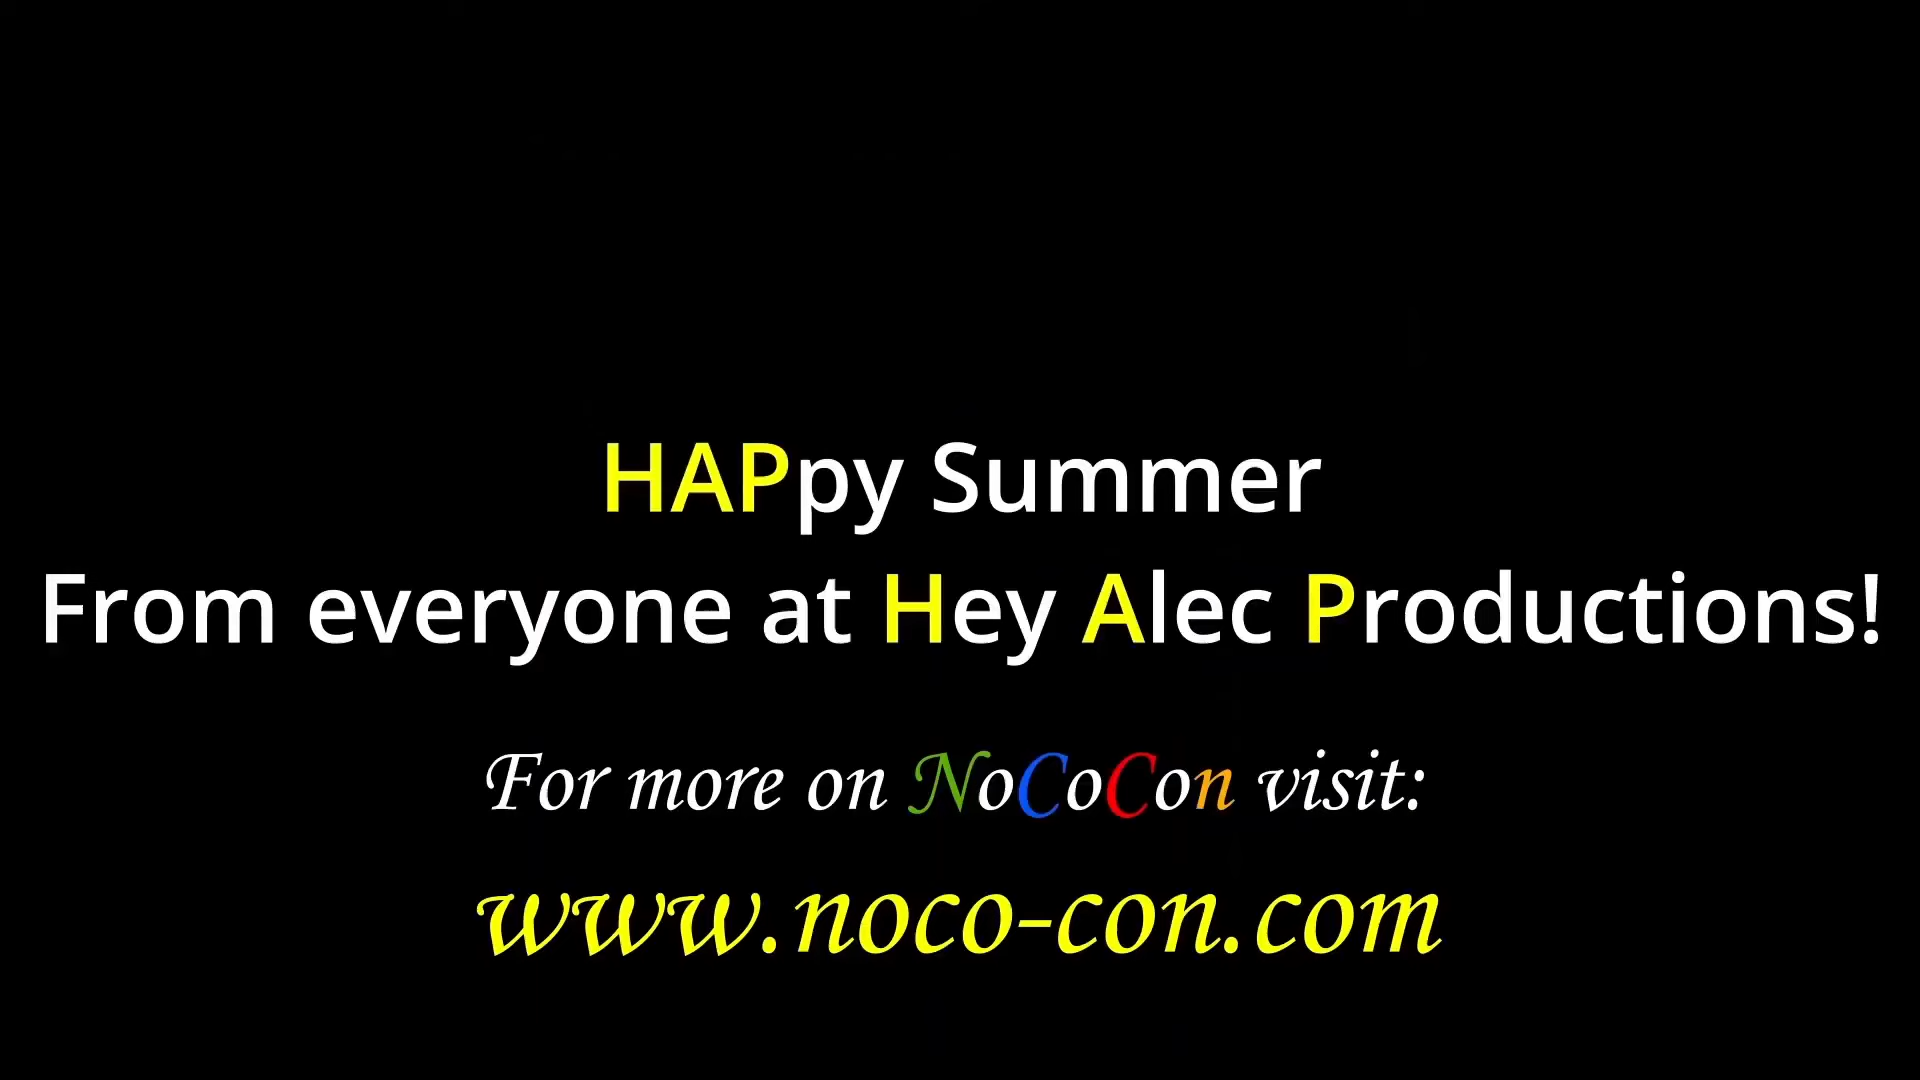 HAPpy Summer
From everyone at Hey Alec Productions!
For more on NoCoCon visit:
www.noco-con.com